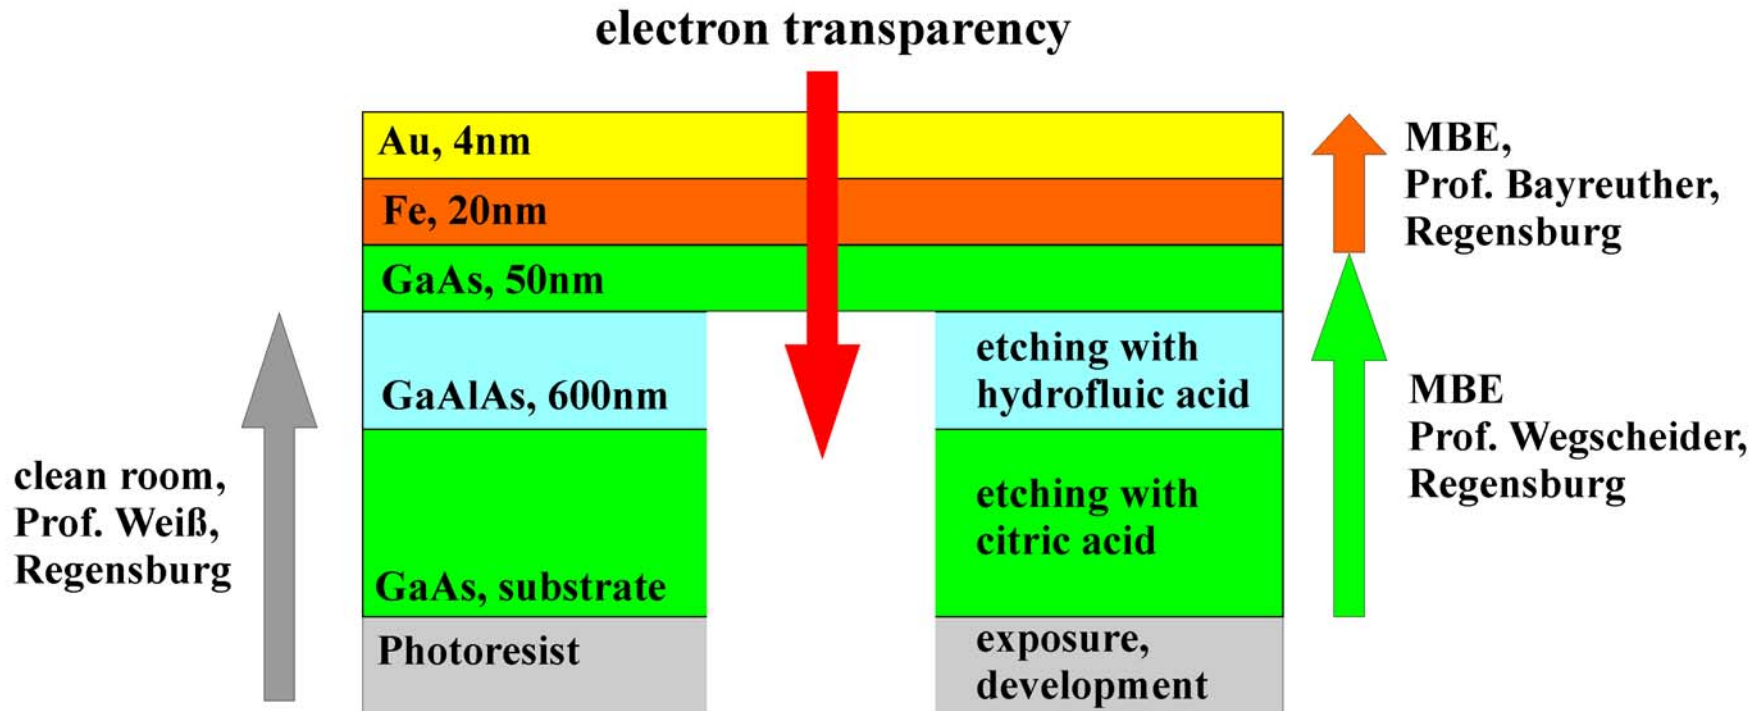 electron transparency
Au, 4nm
Fe, 20nm
GaAs, 50nm
GaAlAs, 600nm
GaAs, substrate
Photoresist
etching with
hydrofluic acid
etching with
citric acid
exposure,
development
clean room,
Prof. Weiß,
Regensburg
MBE,
Prof. Bayreuther,
Regensburg
MBE
Prof. Wegscheider,
Regensburg